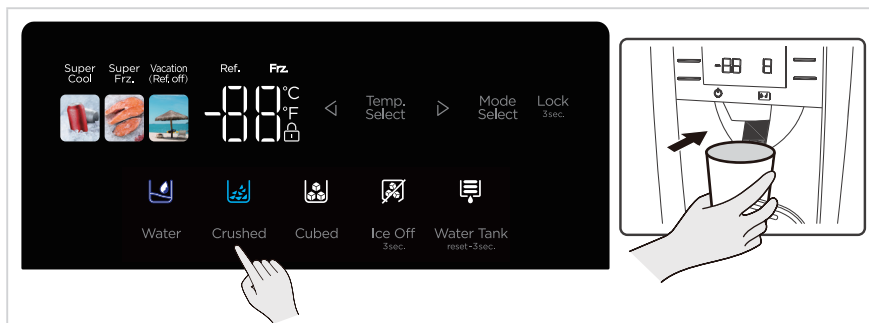 Super Cool
Super Frz.
Vacation (Ref, off)
Ref.
Frz.
-88
°C
°F
Temp. Select
Mode Select
Lock
3sec.
Water
Crushed
Cubed
Ice Off
3sec.
Water Tank
reset-3sec.
-88 8